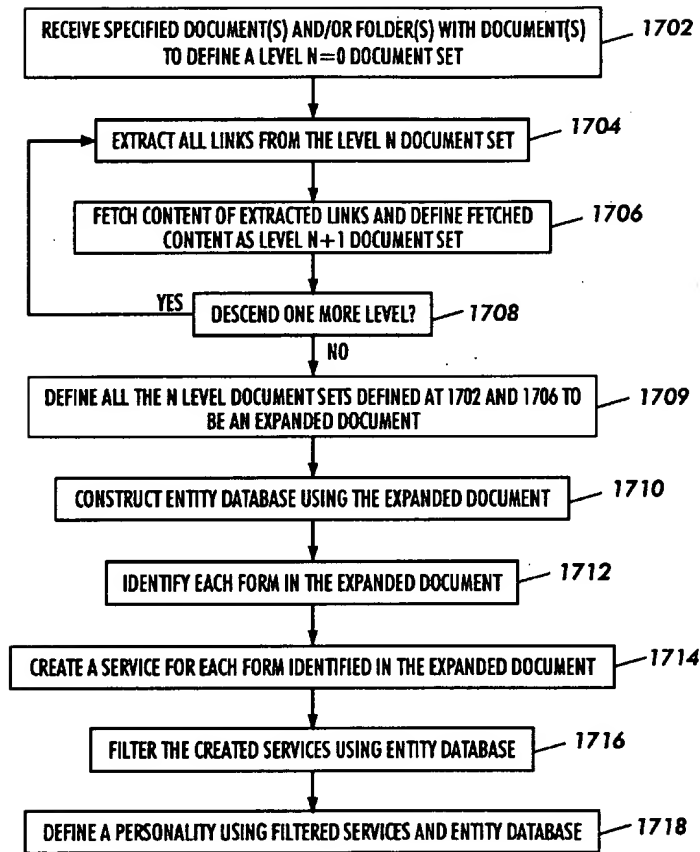 RECEIVE SPECIFIED DOCUMENT(S) AND/OR FOLDER(S) WITH DOCUMENT(S)
TO DEFINE A LEVEL N=0 DOCUMENT SET
1702
EXTRACT ALL LINKS FROM THE LEVEL N DOCUMENT SET
1704
FETCH CONTENT OF EXTRACTED LINKS AND DEFINE FETCHED
CONTENT AS LEVEL N+1 DOCUMENT SET
1706
YES
DESCEND ONE MORE LEVEL?
1708
NO
DEFINE ALL THE N LEVEL DOCUMENT SETS DEFINED AT 1702 AND 1706 TO
BE AN EXPANDED DOCUMENT
1709
CONSTRUCT ENTITY DATABASE USING THE EXPANDED DOCUMENT
1710
IDENTIFY EACH FORM IN THE EXPANDED DOCUMENT
1712
CREATE A SERVICE FOR EACH FORM IDENTIFIED IN THE EXPANDED DOCUMENT
1714
FILTER THE CREATED SERVICES USING ENTITY DATABASE
1716
DEFINE A PERSONALITY USING FILTERED SERVICES AND ENTITY DATABASE
1718